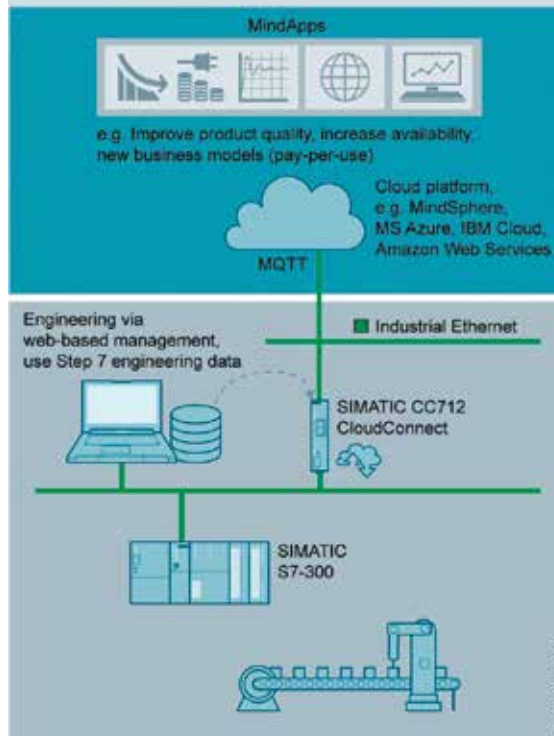 MindApps
e.g. Improve product quality, increase availability,
new business models (pay-per-use)
Cloud platform,
e.g. MindSphere,
MS Azure, IBM Cloud,
Amazon Web Services
MQTT
Engineering via
web-based management,
use Step 7 engineering data
Industrial Ethernet
SIMATIC CC712
CloudConnect
SIMATIC
S7-300